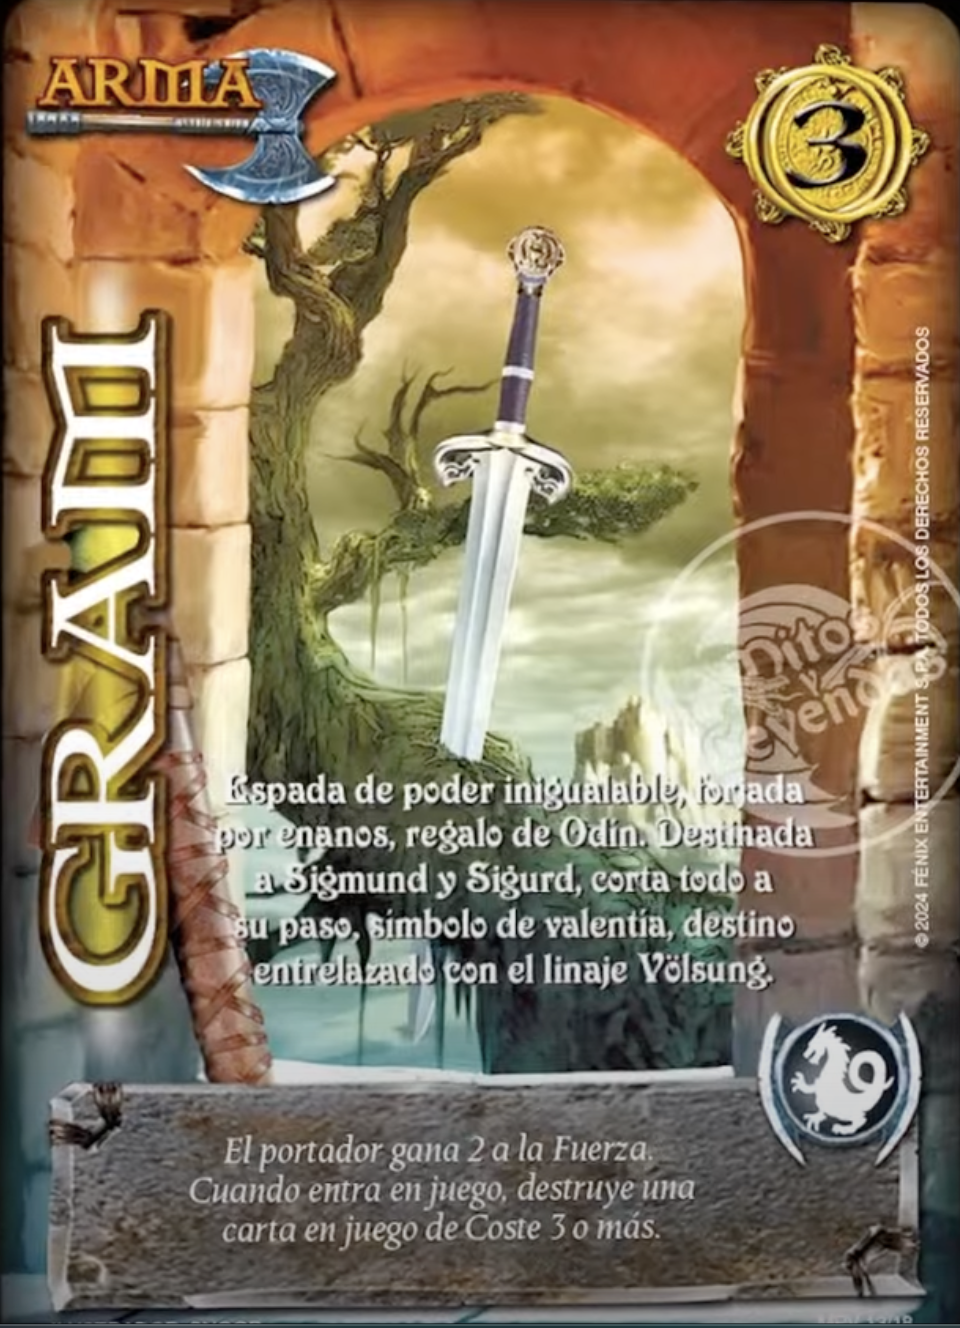 ARMA
3
GRAM
Espada de poder inigualable, forjada
por enanos, regalo de Odín. Destinada
a Sigmund y Sigurd, corta todo a
su paso, símbolo de valentía, destino
entrelazado con el linaje Völsung.
El portador gana 2 a la Fuerza.
Cuando entra en juego, destruye una
carta en juego de Coste 3 o más.
©2024 FÉNIX ENTERTAINMENT S.P.A. TODOS LOS DERECHOS RESERVADOS
Mitos
y
Leyendas